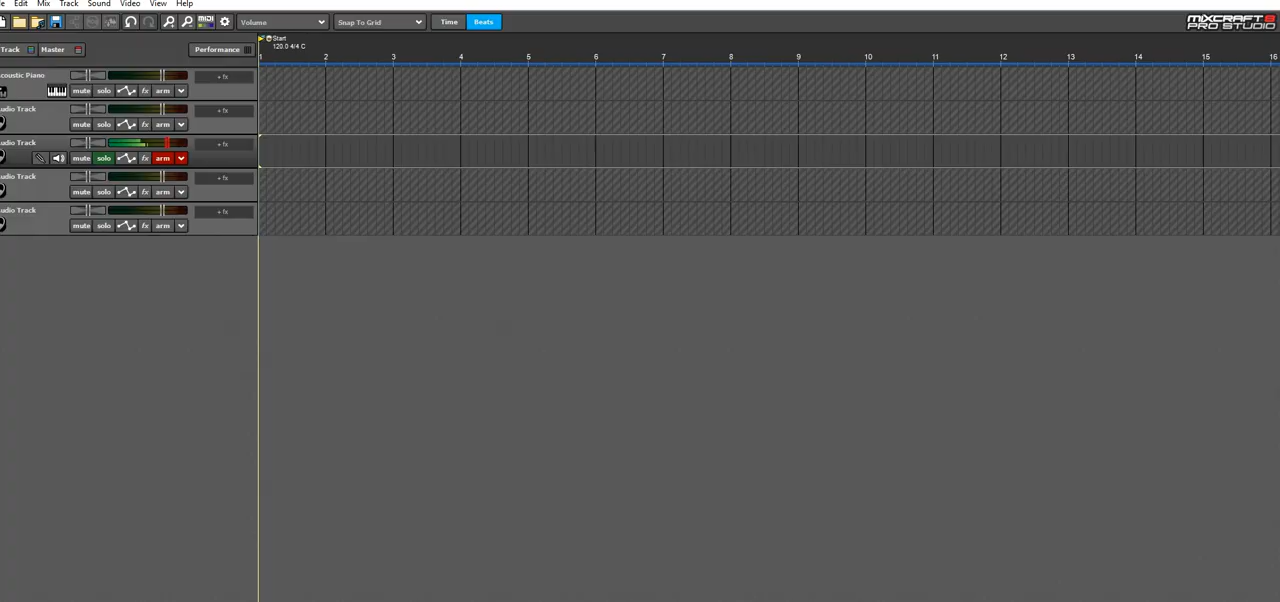 e Edit Mix Track Sound Video View Help
MIDI Volume Snap To Grid Time Beats MIXCRAFT 8
PRO STUDIO
Track Master Performance Start
120.0 4/4 C
1 2 3 4 5 6 7 8 9 10 11 12 13 14 15 16
coustic Piano + fx
mute solo fx arm
udio Track + fx
mute solo fx arm
udio Track + fx
mute solo fx arm
udio Track + fx
mute solo fx arm
udio Track + fx
mute solo fx arm